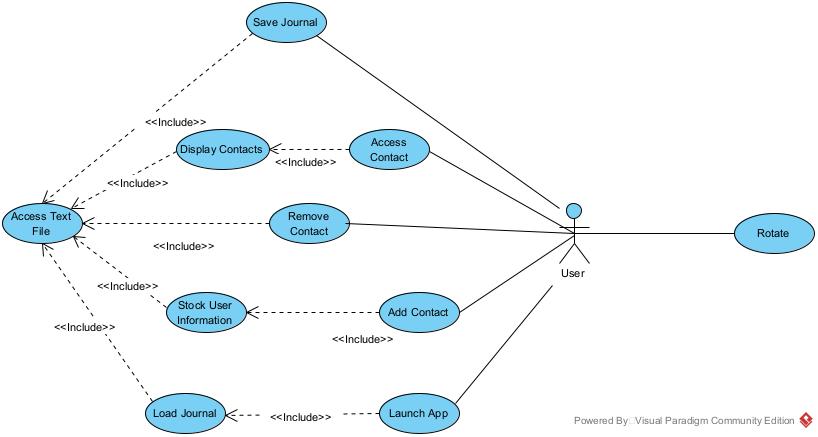 Save Journal
<<Include>>
Display Contacts
Access
Contact
<<Include>>
<<Include>>
Access Text
File
Remove
Contact
<<Include>>
User
Rotate
<<Include>>
Stock User
Information
Add Contact
<<Include>>
<<Include>>
Load Journal
<<Include>>
Launch App
Powered By Visual Paradigm Community Edition